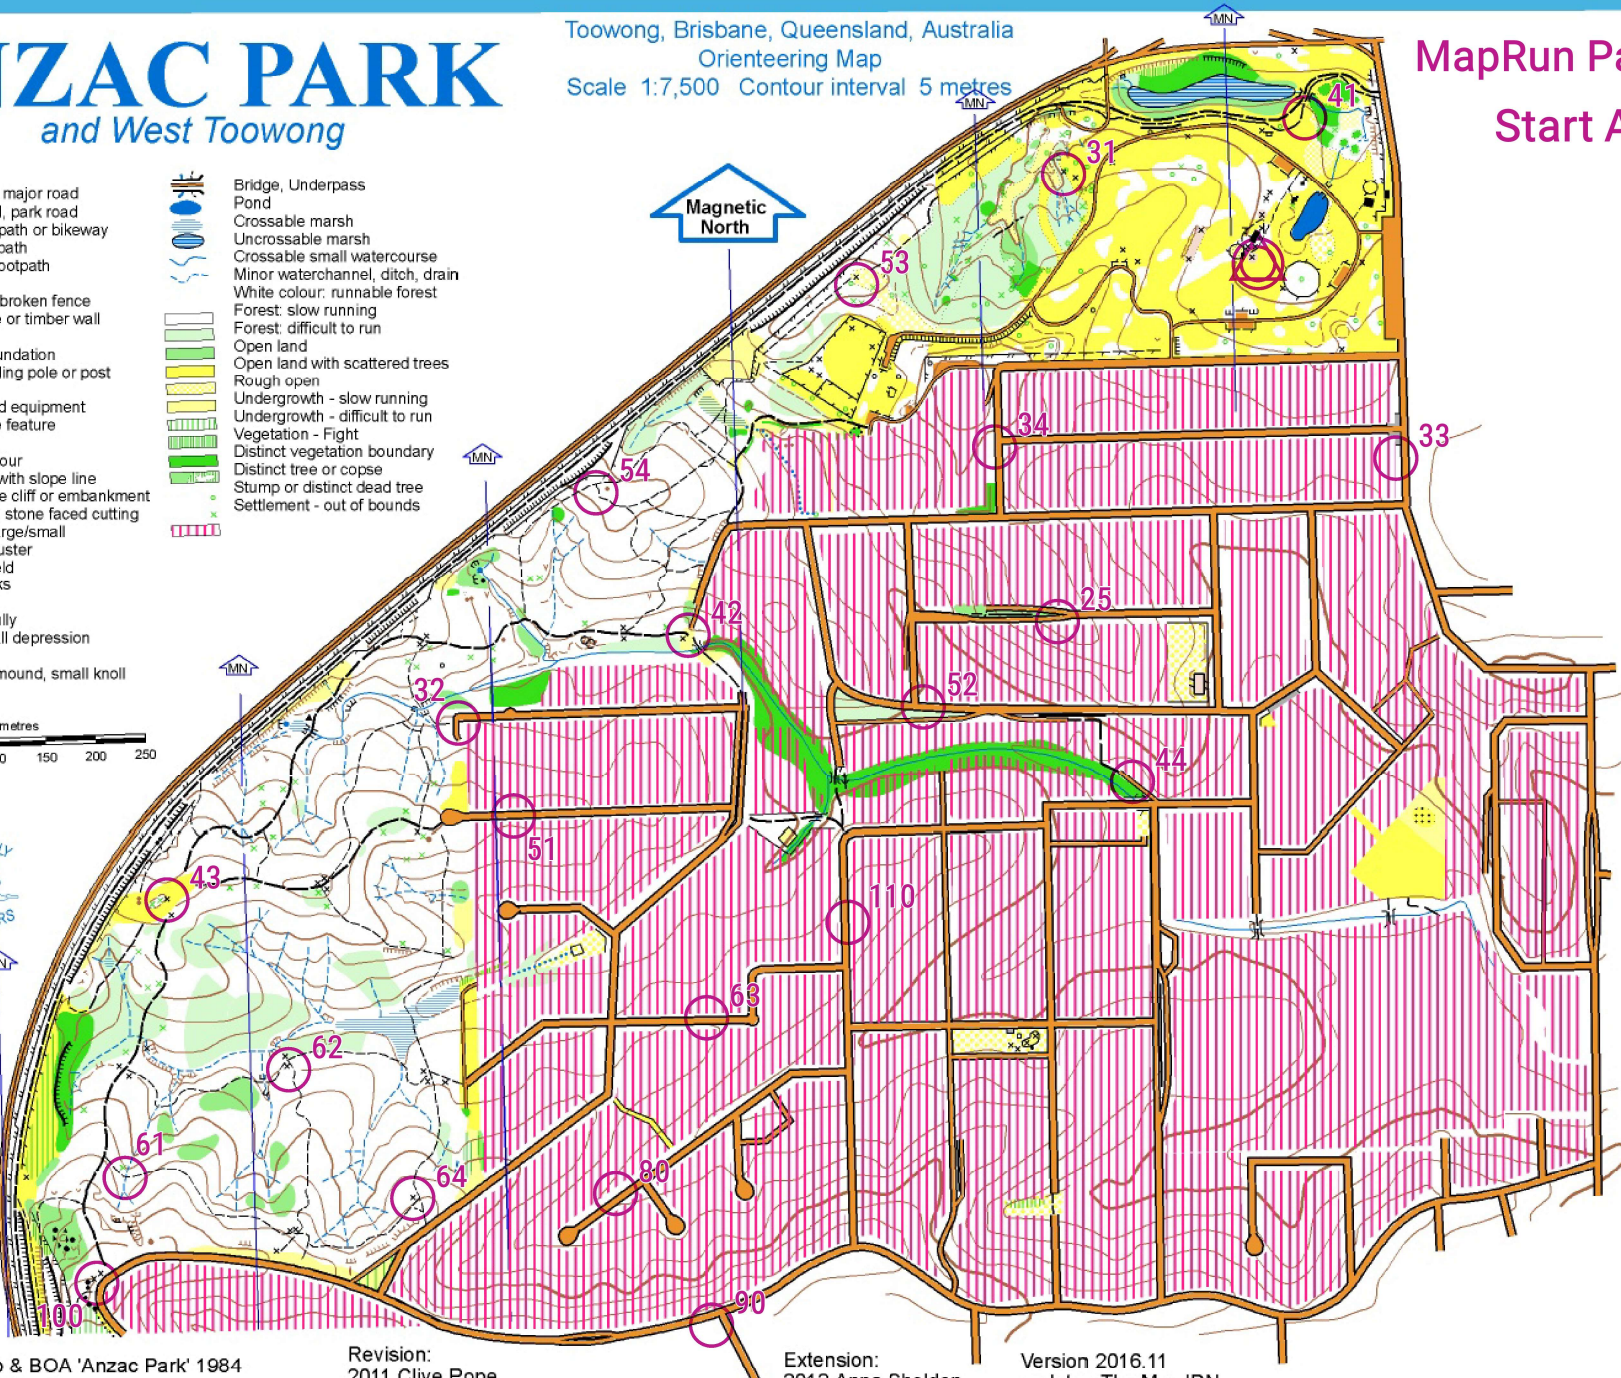 NZAC PARK
and West Toowong
Toowong, Brisbane, Queensland, Australia
Orienteering Map
Scale 1:7,500 Contour interval 5 metres
MapRun Pa
Start A
major road
, park road
path or bikeway
path
ootpath
broken fence
or timber wall
undation
ling pole or post
d equipment
feature
our
with slope line
e cliff or embankment
stone faced cutting
arge/small
uster
eld
ks
lly
ll depression
mound, small knoll
Bridge, Underpass
Pond
Crossable marsh
Uncrossable marsh
Crossable small watercourse
Minor waterchannel, ditch, drain
White colour: runnable forest
Forest: slow running
Forest: difficult to run
Open land
Open land with scattered trees
Rough open
Undergrowth - slow running
Undergrowth - difficult to run
Vegetation - Fight
Distinct vegetation boundary
Distinct tree or copse
Stump or distinct dead tree
Settlement - out of bounds
Magnetic
North
MN
MN
MN
MN
N
metres
0 150 200 250
41
31
53
34
33
54
25
42
52
32
44
51
43
110
63
62
61
64
80
100
90
RS
o & BOA 'Anzac Park' 1984
Revision:
2011 Clive Pope
Extension:
Version 2016.11